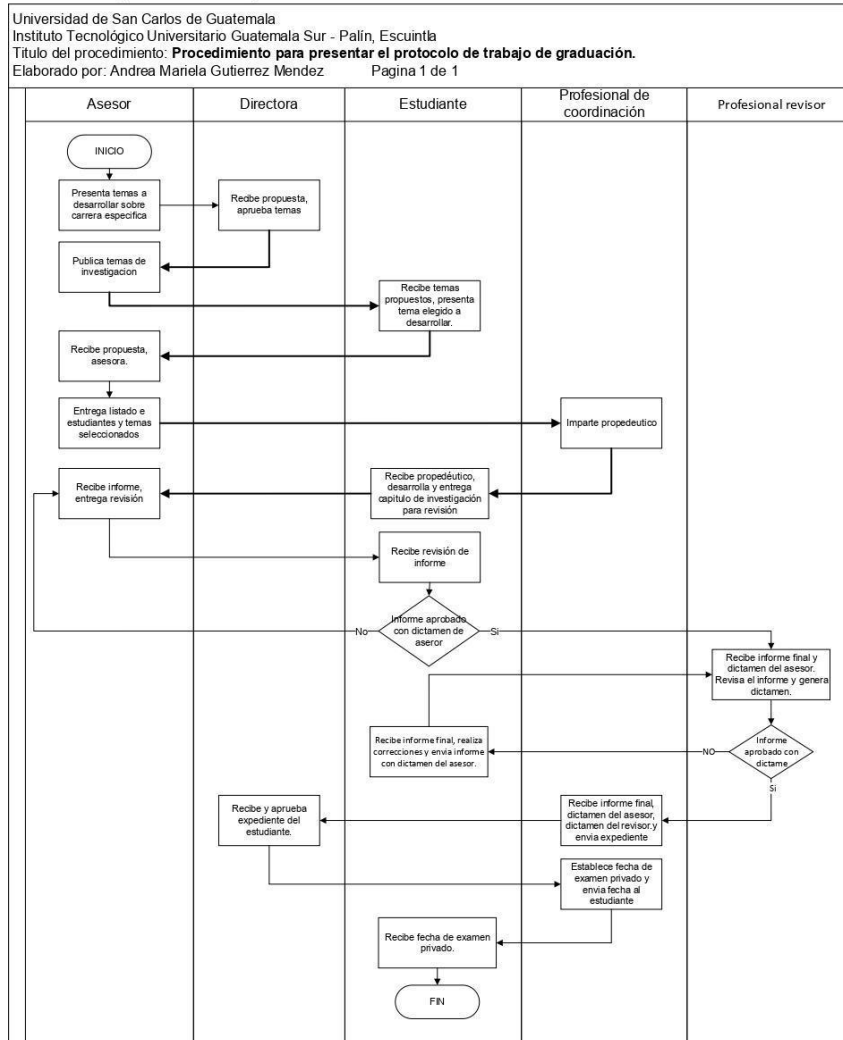 Universidad de San Carlos de Guatemala
Instituto Tecnológico Universitario Guatemala Sur - Palín, Escuintla
Titulo del procedimiento: Procedimiento para presentar el protocolo de trabajo de graduación.
Elaborado por: Andrea Mariela Gutierrez Mendez Pagina 1 de 1
Asesor
Directora
Estudiante
Profesional de
coordinación
Profesional revisor
INICIO
Presenta temas a
desarrollar sobre
carrera especifica
Recibe propuesta,
aprueba temas
Publica temas de
investigacion
Recibe temas
propuestos, presenta
tema elegido a
desarrollar.
Recibe propuesta,
asesora.
Entrega listado e
estudiantes y temas
seleccionados
Imparte propedeutico
Recibe informe,
entrega revisión
Recibe propedéutico,
desarrolla y entrega
capitulo de investigación
para revisión
Recibe revisión de
informe
Informe aprobado
con dictamen de
aseror
No
Si
Recibe informe final y
dictamen del asesor.
Revisa el informe y genera
dictamen.
Recibe informe final, realiza
correcciones y envia informe
con dictamen del asesor.
NO
Informe
aprobado con
dictame
Si
Recibe y aprueba
expediente del
estudiante.
Recibe informe final,
dictamen del asesor,
dictamen del revisor.y
envia expediente
Establece fecha de
examen privado y
envia fecha al
estudiante
Recibe fecha de examen
privado.
FIN